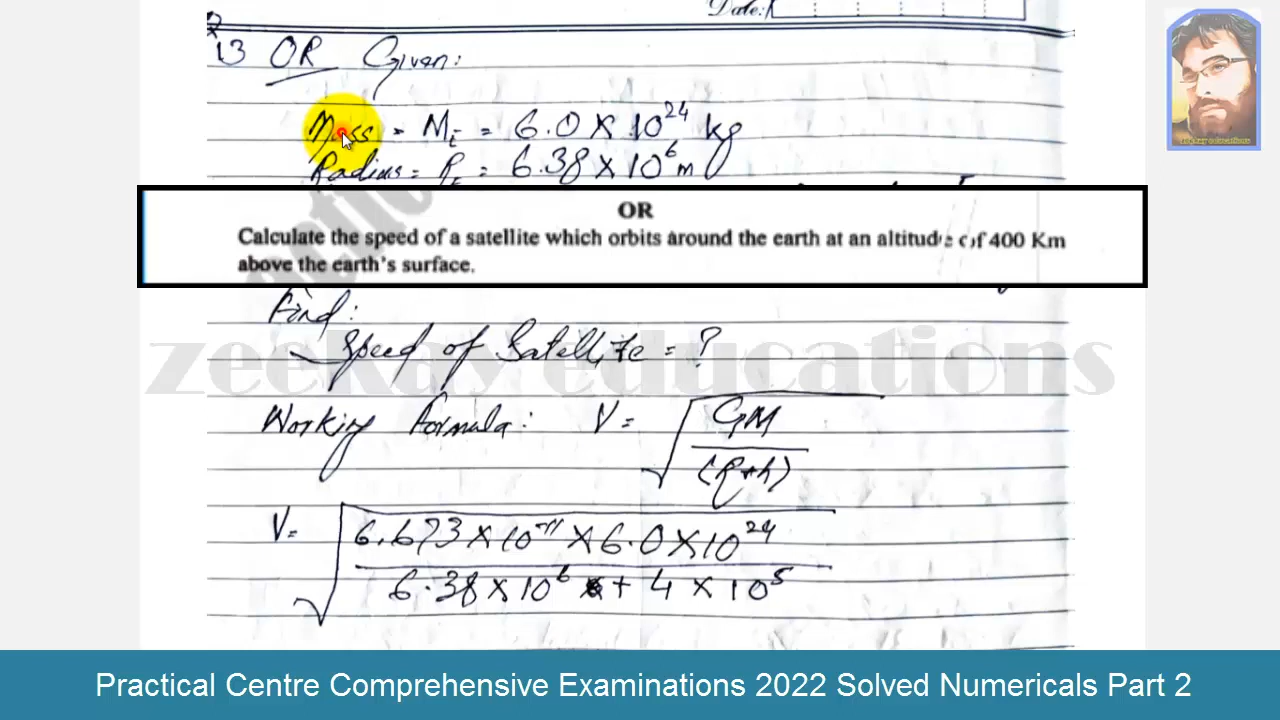 Date:
13 OR Given:
Mass = ME = 6.0 × 10²⁴ kg
Radius = RE = 6.38 × 10⁶ m
OR
Calculate the speed of a satellite which orbits around the earth at an altitude of 400 Km
above the earth's surface.
Find:
Speed of Satellite = ?
zeekay educations
Working Formula: V = √GM
(R+h)
V = √6.673 × 10⁻¹¹ × 6.0 × 10²⁴
6.38 × 10⁶ + 4 × 10⁵
Practical Centre Comprehensive Examinations 2022 Solved Numericals Part 2